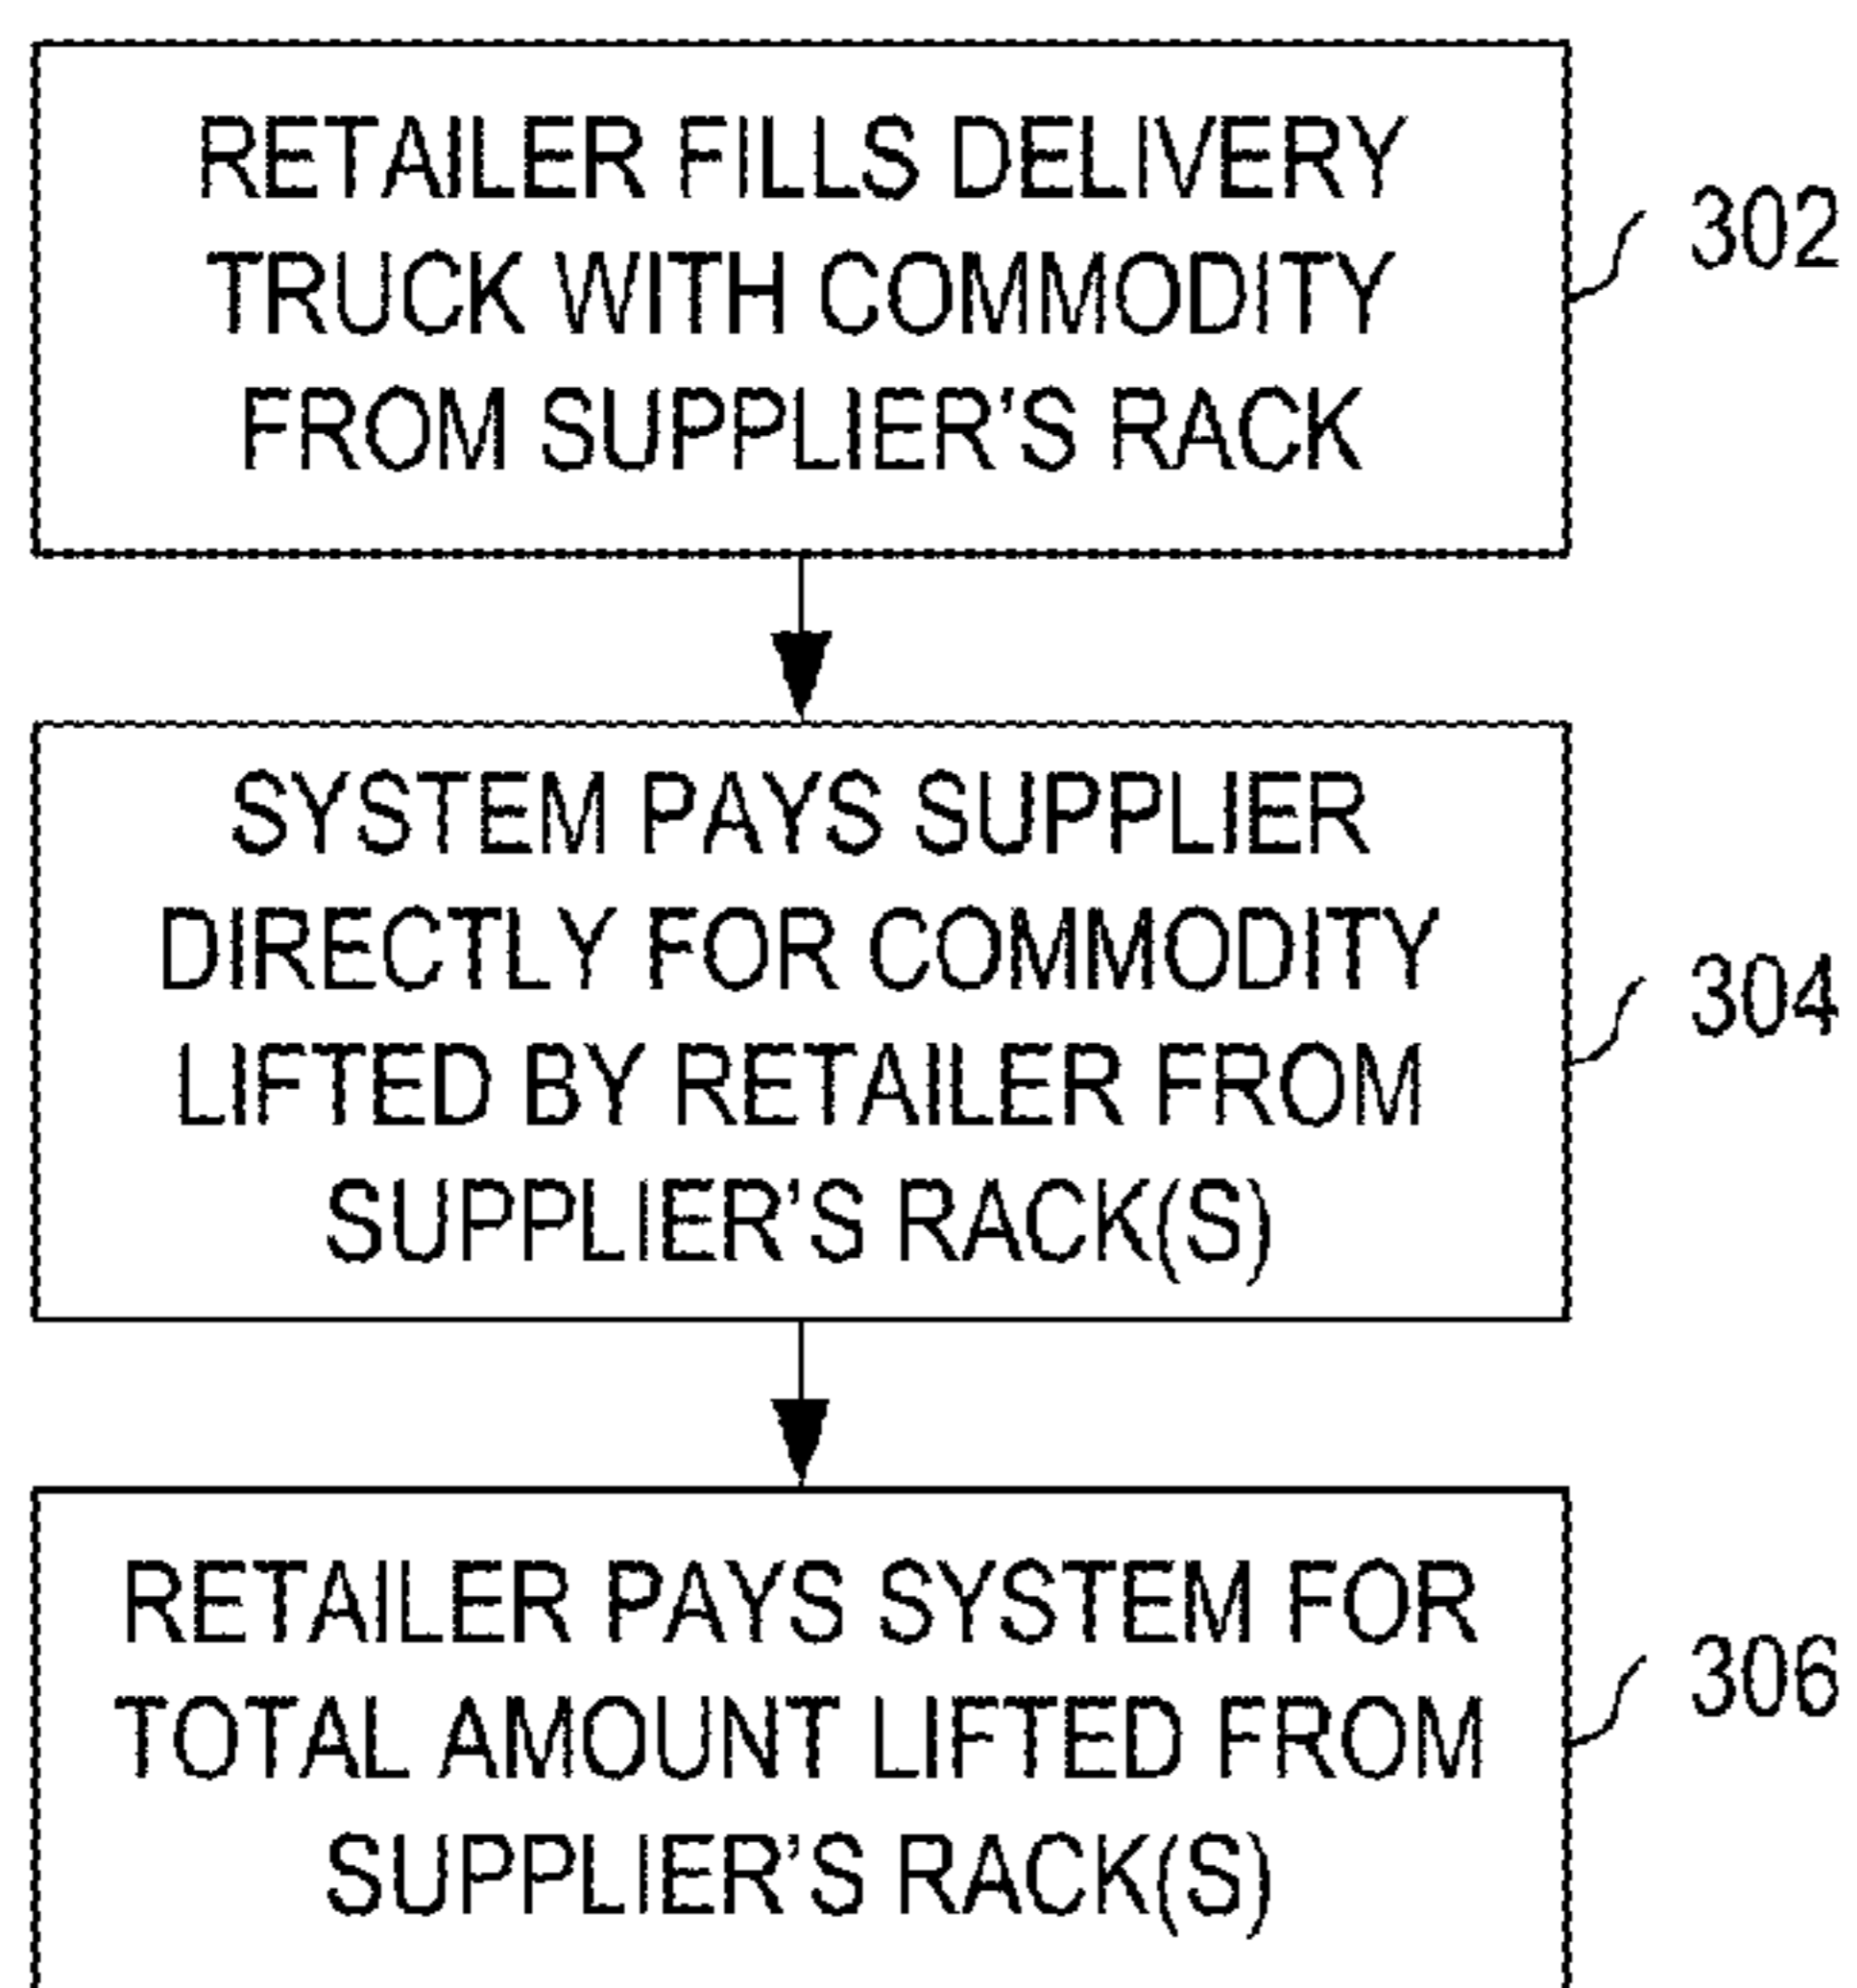 RETAILER FILLS DELIVERY
TRUCK WITH COMMODITY
FROM SUPPLIER'S RACK
302
SYSTEM PAYS SUPPLIER
DIRECTLY FOR COMMODITY
LIFTED BY RETAILER FROM
SUPPLIER'S RACK(S)
304
RETAILER PAYS SYSTEM FOR
TOTAL AMOUNT LIFTED FROM
SUPPLIER'S RACK(S)
306